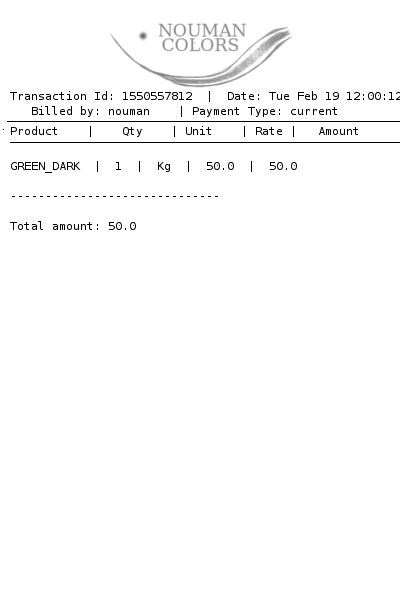 NOUMAN
COLORS
Transaction Id: 1550557812 | Date: Tue Feb 19 12:00:12
Billed by: nouman | Payment Type: current
Product | Qty | Unit | Rate | Amount
GREEN_DARK | 1 | Kg | 50.0 | 50.0
------------------------------
Total amount: 50.0